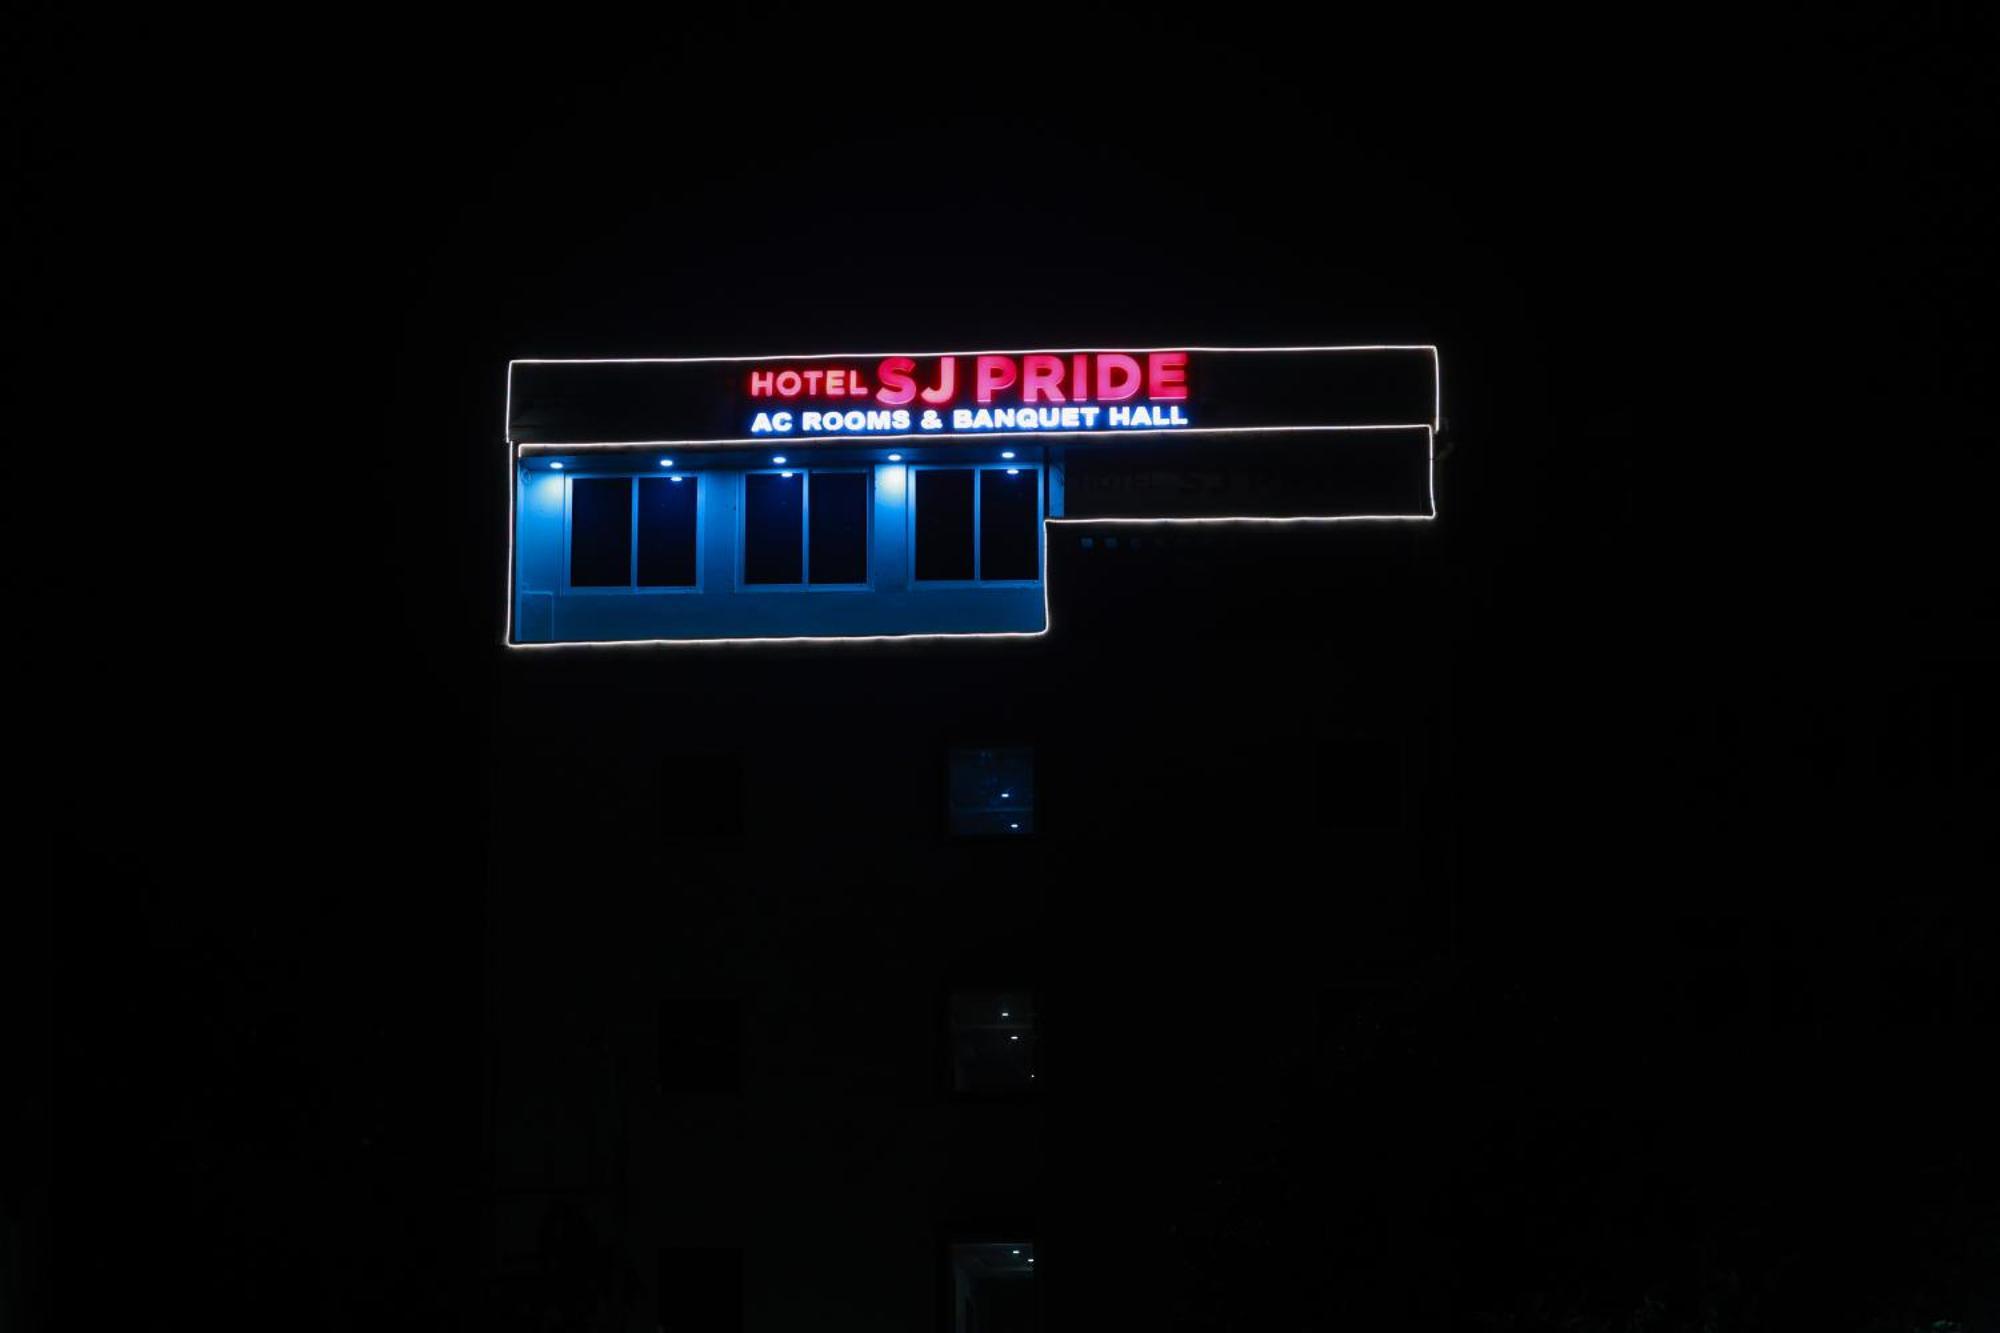 HOTEL SJ PRIDE
AC ROOMS & BANQUET HALL